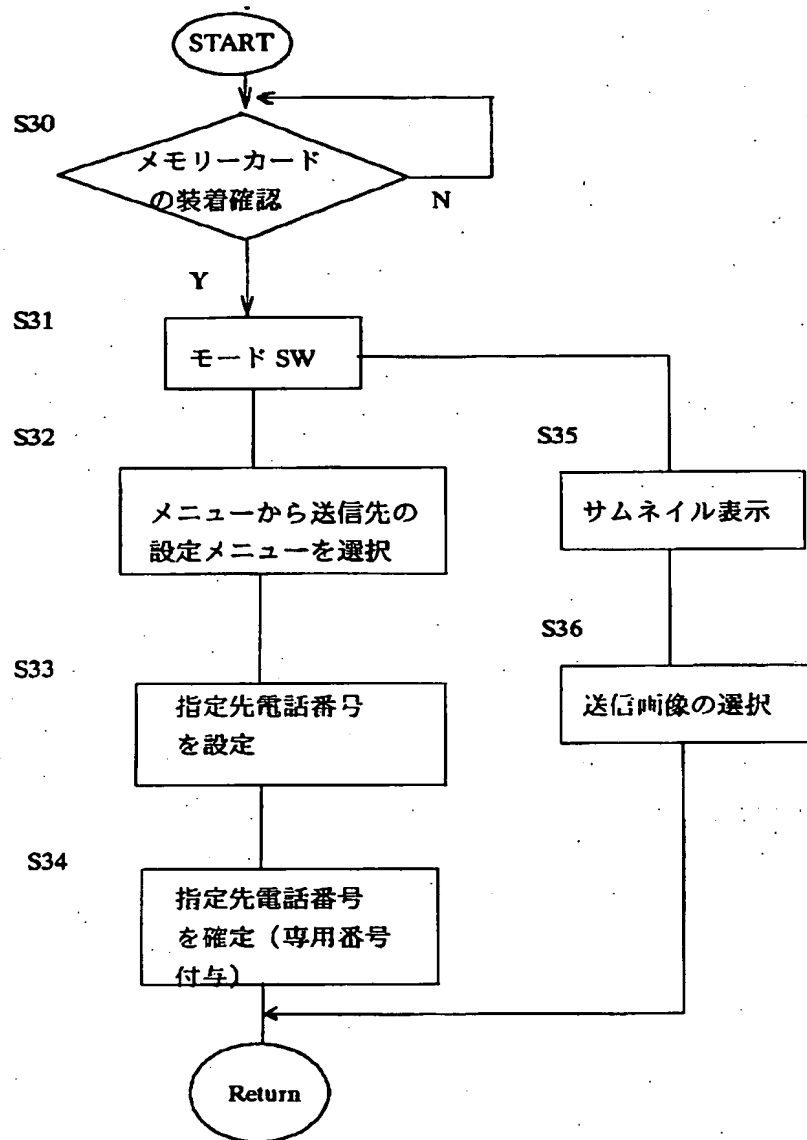 START
S30
メモリーカード
の装着確認
N
Y
S31
モード SW
S32
メニューから送信先の
設定メニューを選択
S35
サムネイル表示
S36
送信画像の選択
S33
指定先電話番号
を設定
S34
指定先電話番号
を確定（専用番号
付与）
Return